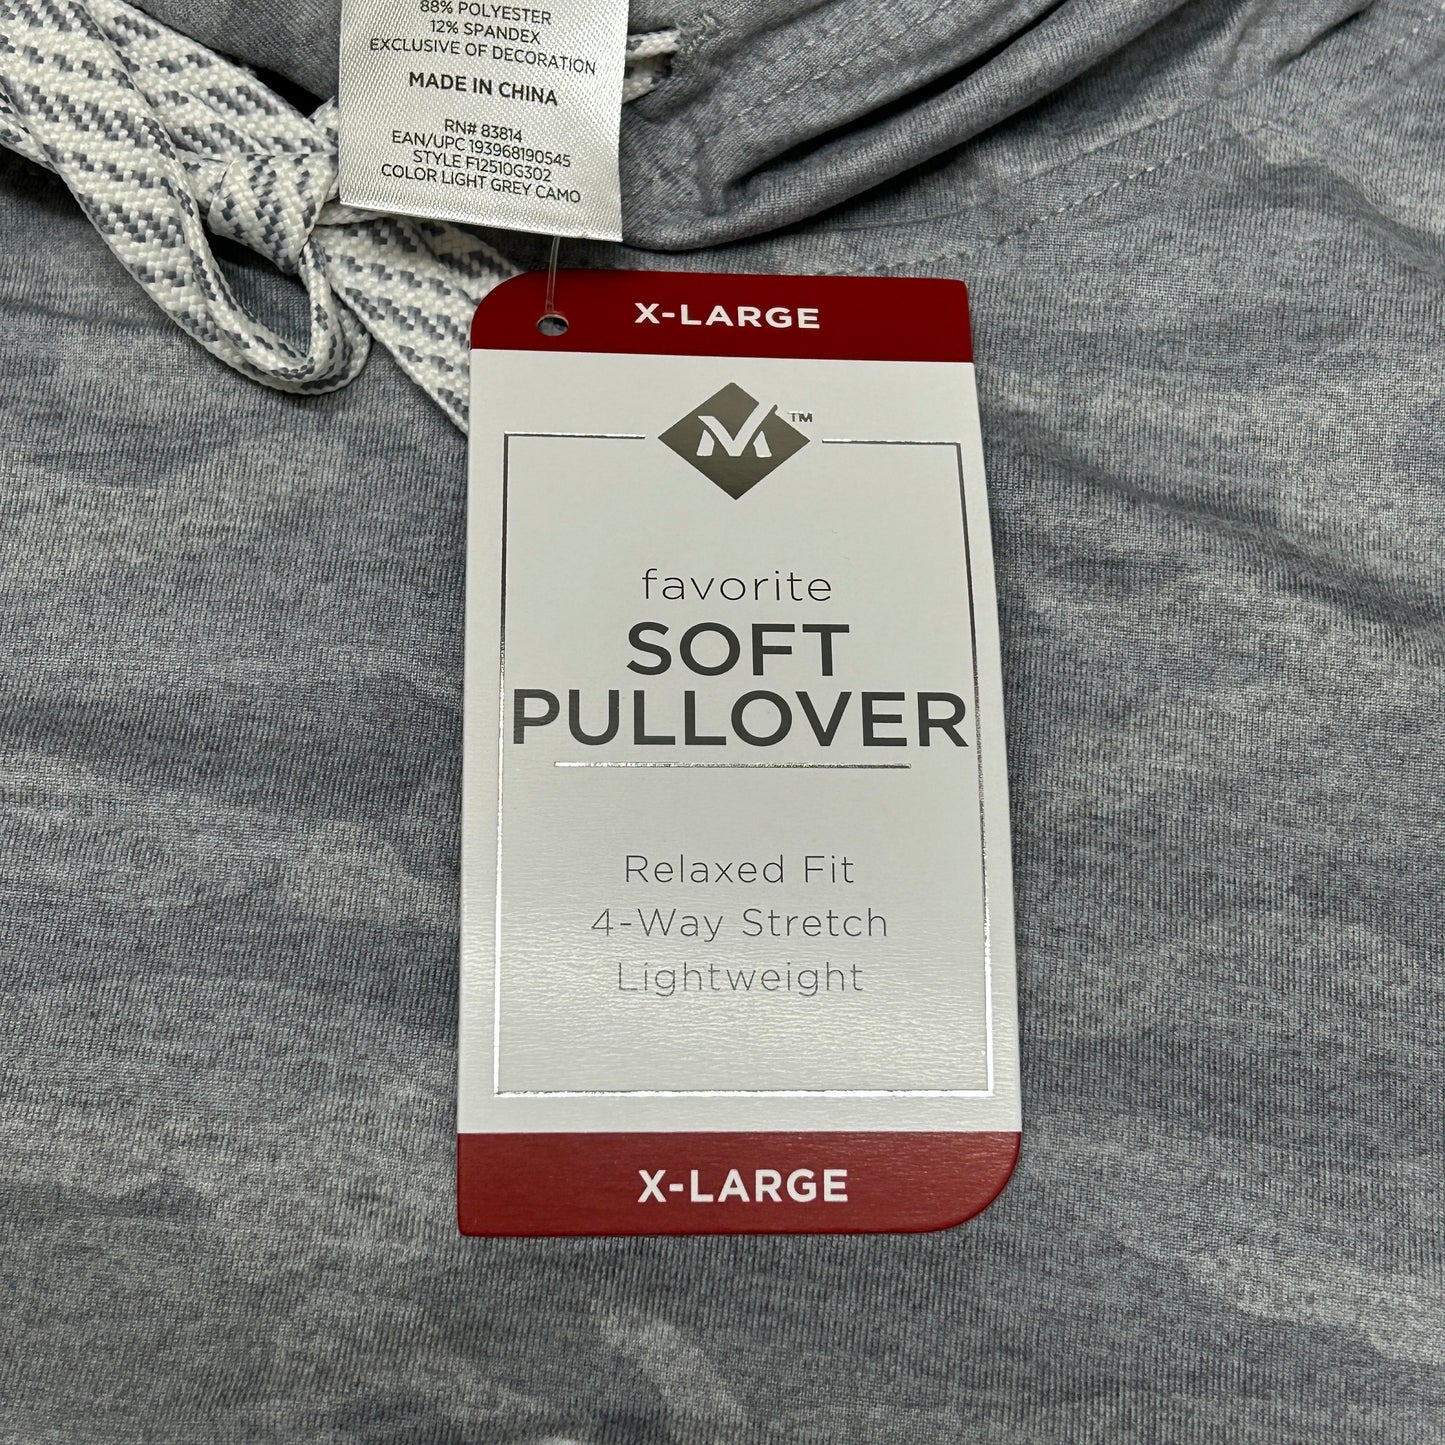 88% POLYESTER
12% SPANDEX
EXCLUSIVE OF DECORATION
MADE IN CHINA
RN# 83814
EAN/UPC 193968190545
STYLE F12510G302
COLOR LIGHT GREY CAMO
X-LARGE
TM
favorite
SOFT
PULLOVER
Relaxed Fit
4-Way Stretch
Lightweight
X-LARGE